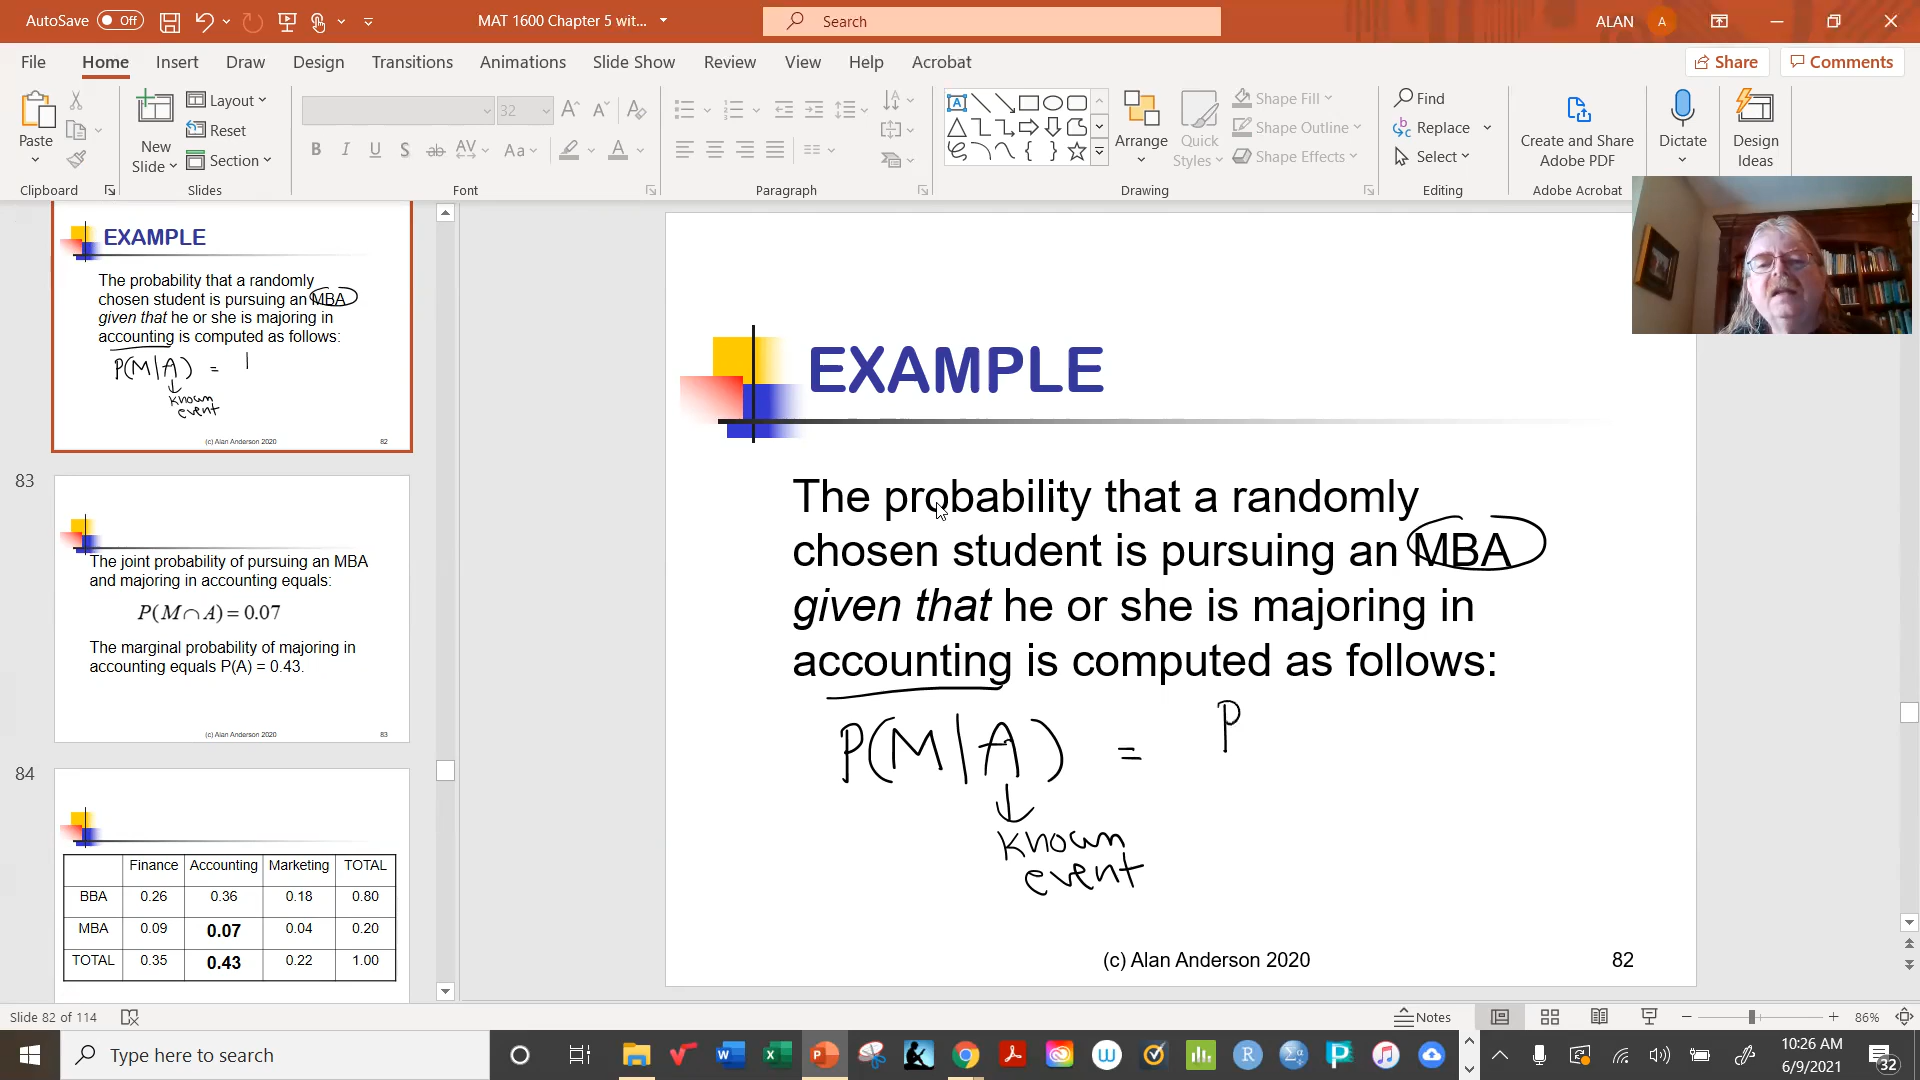 AutoSave Off
MAT 1600 Chapter 5 wit...
Search
ALAN A
File Home Insert Draw Design Transitions Animations Slide Show Review View Help Acrobat
Share Comments
Paste
Clipboard
New
Slide
Layout
Reset
Section
Slides
32
Font
Paragraph
Arrange
Quick
Styles
Shape Fill
Shape Outline
Shape Effects
Drawing
Find
Replace
Select
Editing
Create and Share
Adobe PDF
Adobe Acrobat
Dictate
Design
Ideas
EXAMPLE
The probability that a randomly
chosen student is pursuing an MBA
given that he or she is majoring in
accounting is computed as follows:
P(M|A) =
known
event
(c) Alan Anderson 2020 82
83
The joint probability of pursuing an MBA
and majoring in accounting equals:
P(M∩A) = 0.07
The marginal probability of majoring in
accounting equals P(A) = 0.43.
(c) Alan Anderson 2020 83
84
Finance Accounting Marketing TOTAL
BBA 0.26 0.36 0.18 0.80
MBA 0.09 0.07 0.04 0.20
TOTAL 0.35 0.43 0.22 1.00
EXAMPLE
The probability that a randomly
chosen student is pursuing an MBA
given that he or she is majoring in
accounting is computed as follows:
P(M|A) = P
known
event
(c) Alan Anderson 2020 82
Slide 82 of 114
Notes
86%
Type here to search
10:26 AM
6/9/2021
32